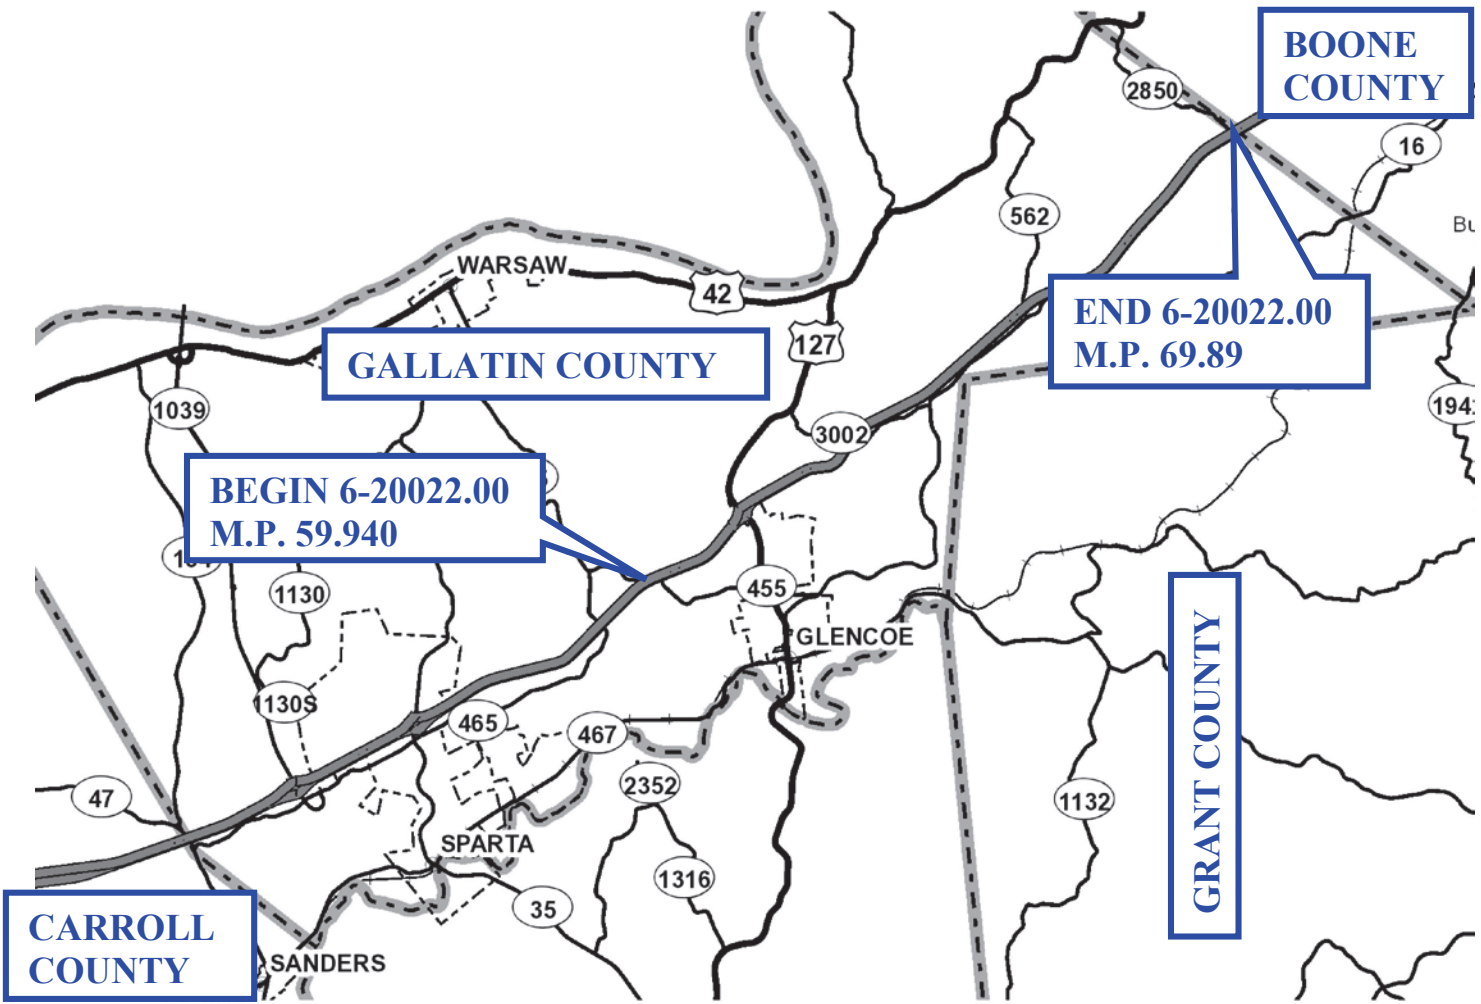 BOONE
COUNTY
2850
16
562
Bu
WARSAW
42
END 6-20022.00
M.P. 69.89
127
GALLATIN COUNTY
1039
3002
BEGIN 6-20022.00
M.P. 59.940
1130
455
GLENCOE
1130S
465
467
GRANT COUNTY
47
2352
1132
SPARTA
1316
35
CARROLL
COUNTY
SANDERS